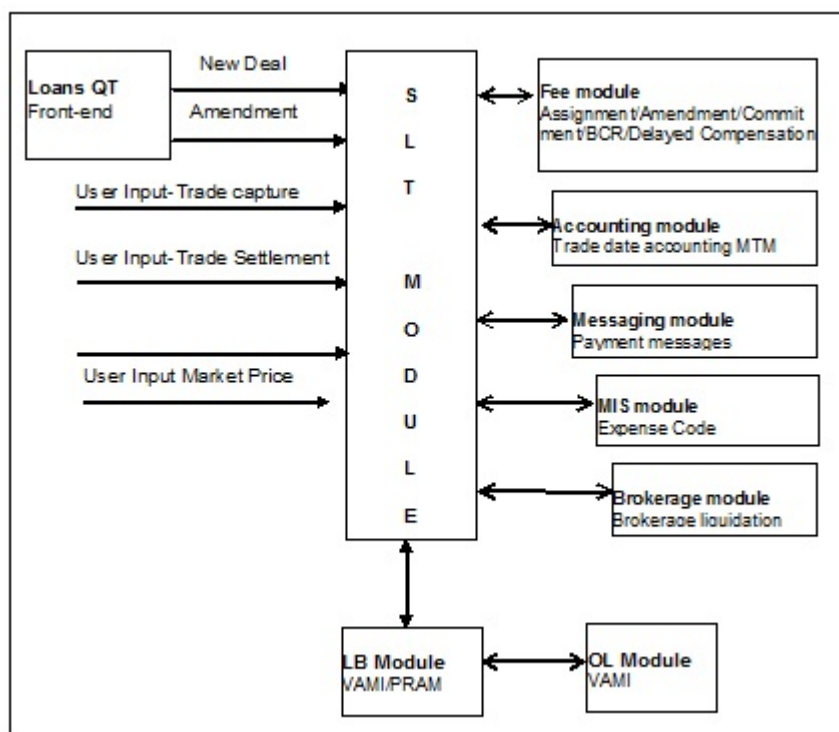 Loans QT
Front-end
New Deal
Amendment
User Input-Trade capture
User Input-Trade Settlement
User Input Market Price
S
L
T
M
O
D
U
L
E
Fee module
Assignment/Amendment/Commit
ment/BCR/Delayed Compensation
Accounting module
Trade date accounting MTM
Messaging module
Payment messages
MIS module
Expense Code
Brokerage module
Brokerage liquidation
LB Module
VAMI/PRAM
OL Module
VAMI